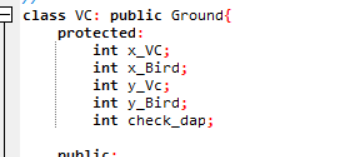 class VC: public Ground{
protected:
int x_VC;
int x_Bird;
int y_Vc;
int y_Bird;
int check_dap;
public: